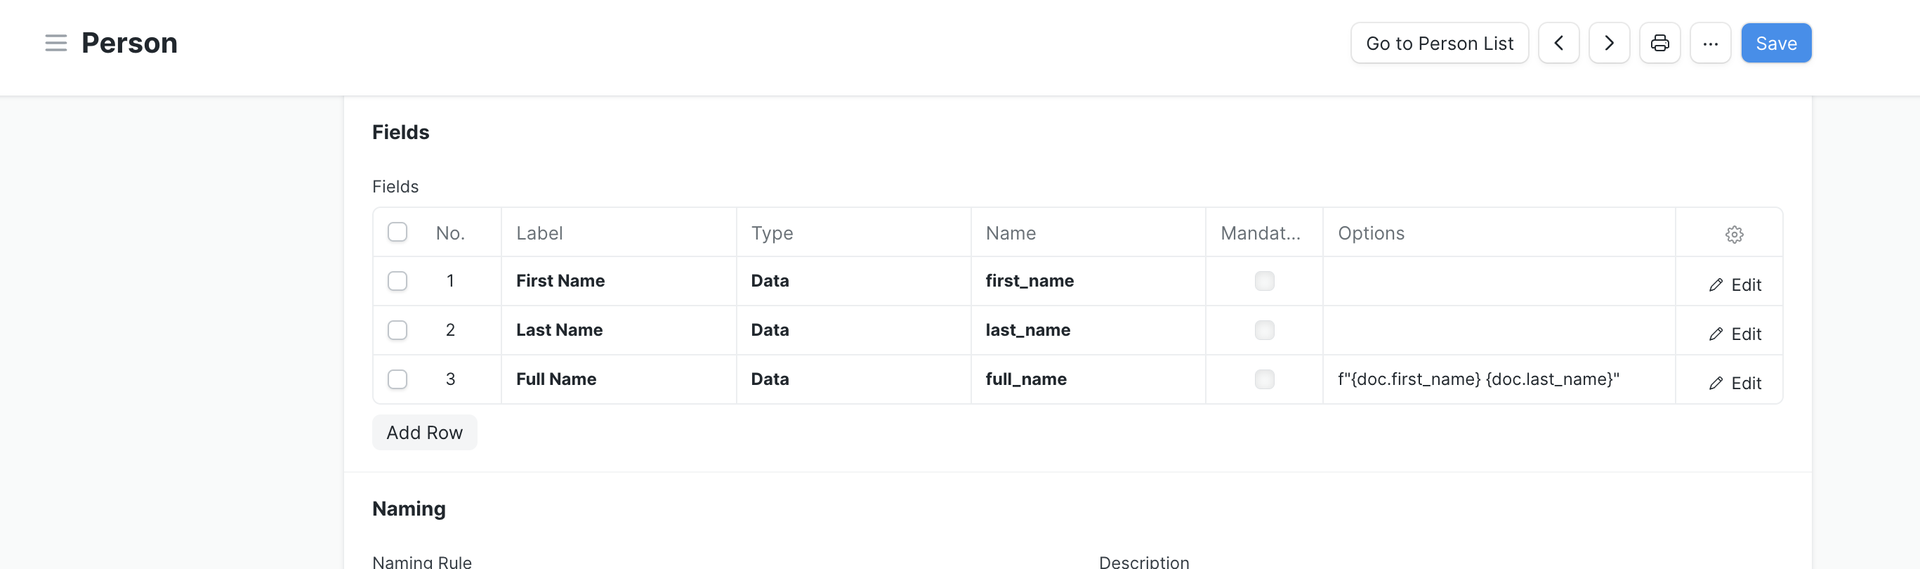 Person
Go to Person List
...
Save
Fields
Fields
No. Label Type Name Mandat... Options
1 First Name Data first_name Edit
2 Last Name Data last_name Edit
3 Full Name Data full_name f"{doc.first_name} {doc.last_name}" Edit
Add Row
Naming
Naming Rule Description